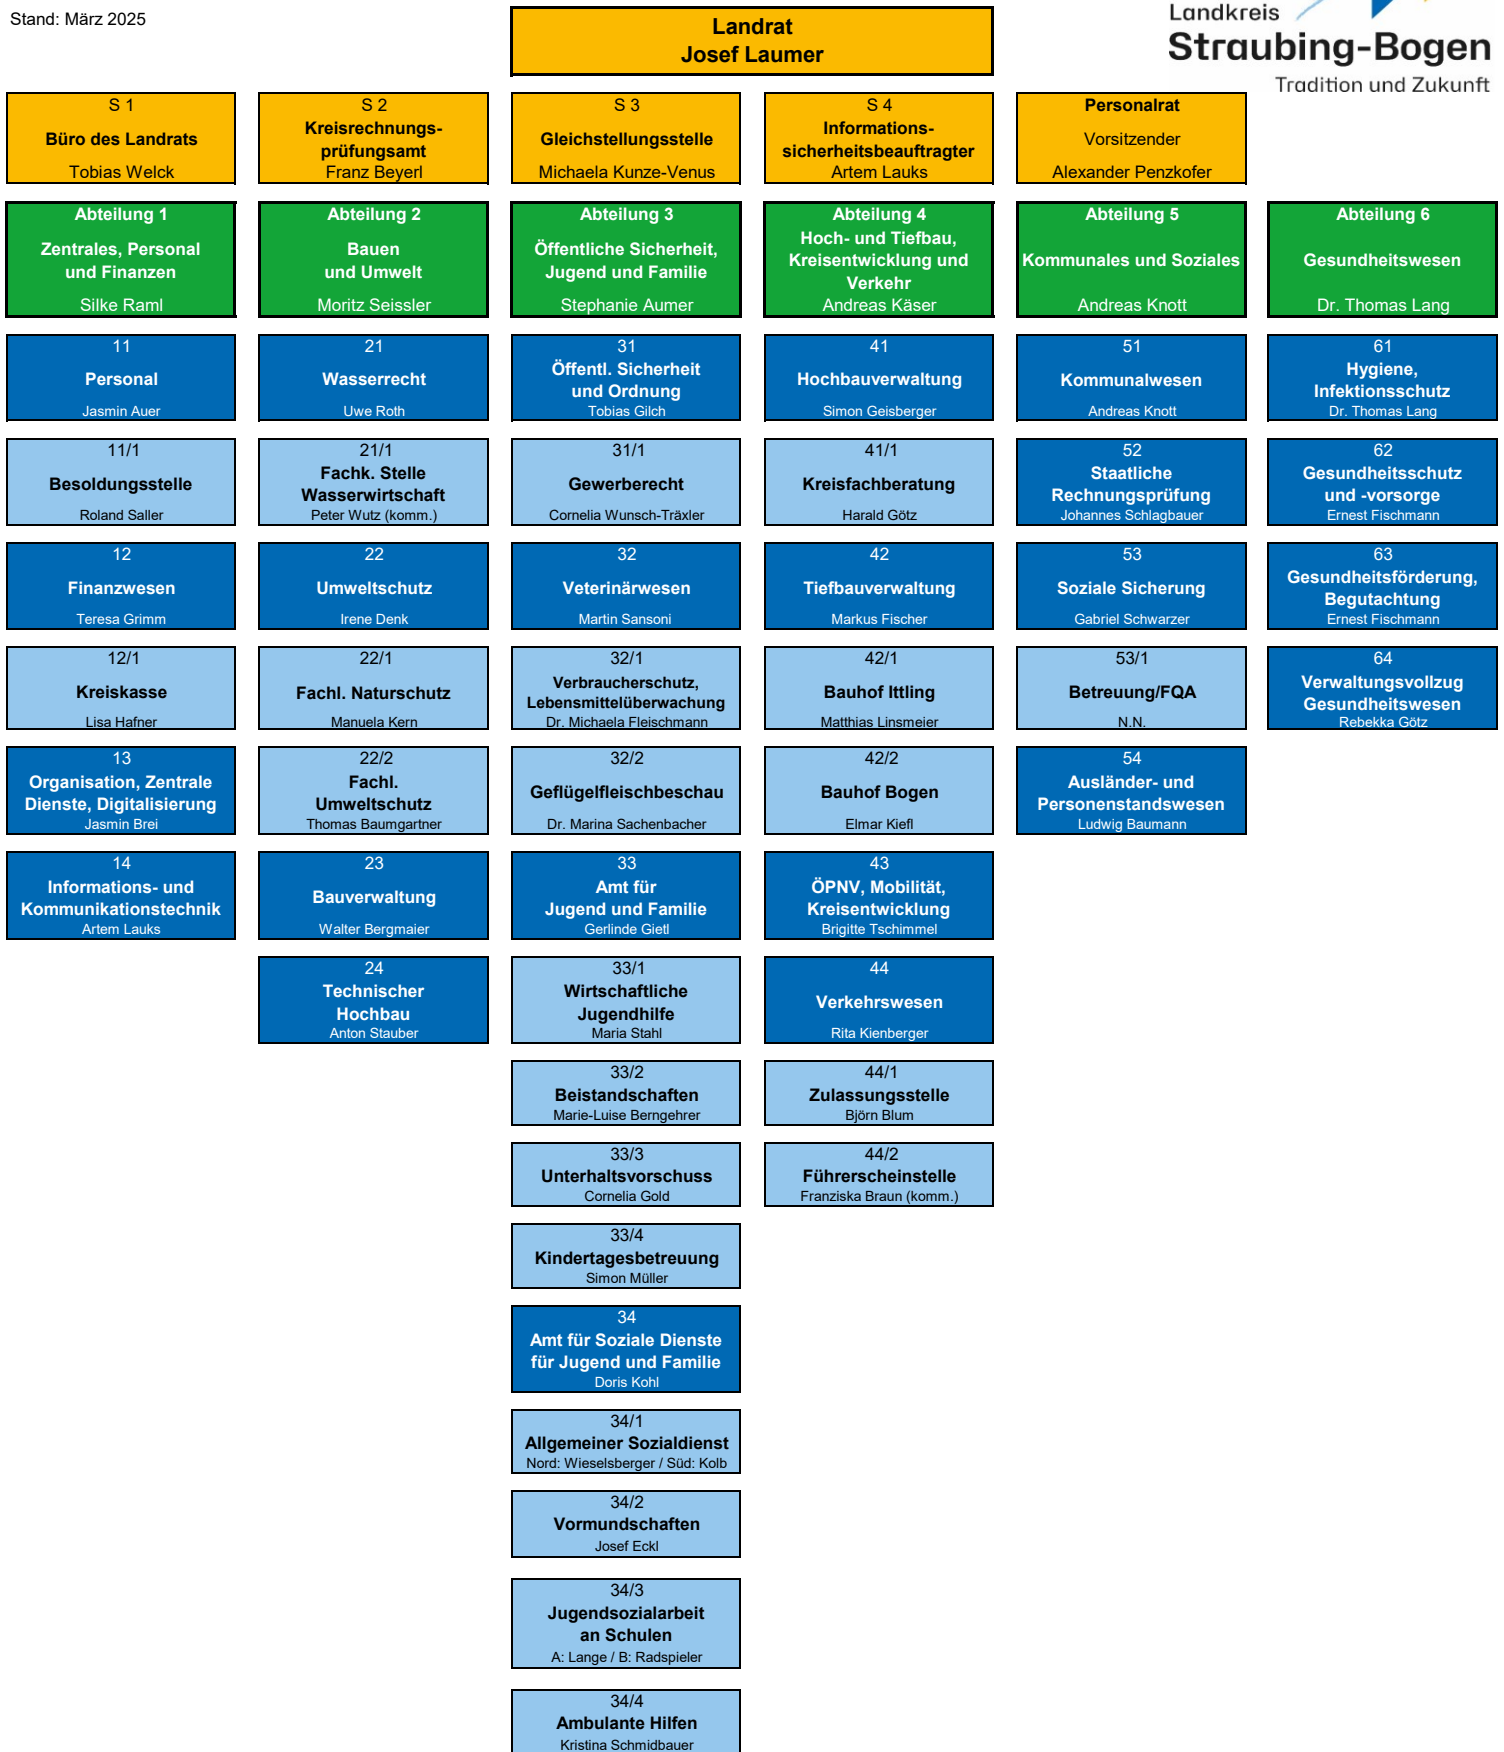 Stand: März 2025
Landrat
Josef Laumer
Landkreis
Straubing-Bogen
Tradition und Zukunft
S 1
Büro des Landrats
Tobias Welck
S 2
Kreisrechnungs-
prüfungsamt
Franz Beyerl
S 3
Gleichstellungsstelle
Michaela Kunze-Venus
S 4
Informations-
sicherheitsbeauftragter
Artem Lauks
Personalrat
Vorsitzender
Alexander Penzkofer
Abteilung 1
Zentrales, Personal
und Finanzen
Silke Raml
Abteilung 2
Bauen
und Umwelt
Moritz Seissler
Abteilung 3
Öffentliche Sicherheit,
Jugend und Familie
Stephanie Aumer
Abteilung 4
Hoch- und Tiefbau,
Kreisentwicklung und
Verkehr
Andreas Käser
Abteilung 5
Kommunales und Soziales
Andreas Knott
Abteilung 6
Gesundheitswesen
Dr. Thomas Lang
11
Personal
Jasmin Auer
21
Wasserrecht
Uwe Roth
31
Öffentl. Sicherheit
und Ordnung
Tobias Gilch
41
Hochbauverwaltung
Simon Geisberger
51
Kommunalwesen
Andreas Knott
61
Hygiene,
Infektionsschutz
Dr. Thomas Lang
11/1
Besoldungsstelle
Roland Saller
21/1
Fachk. Stelle
Wasserwirtschaft
Peter Wutz (komm.)
31/1
Gewerberecht
Cornelia Wunsch-Träxler
41/1
Kreisfachberatung
Harald Götz
52
Staatliche
Rechnungsprüfung
Johannes Schlagbauer
62
Gesundheitsschutz
und -vorsorge
Ernest Fischmann
12
Finanzwesen
Teresa Grimm
22
Umweltschutz
Irene Denk
32
Veterinärwesen
Martin Sansoni
42
Tiefbauverwaltung
Markus Fischer
53
Soziale Sicherung
Gabriel Schwarzer
63
Gesundheitsförderung,
Begutachtung
Ernest Fischmann
12/1
Kreiskasse
Lisa Hafner
22/1
Fachl. Naturschutz
Manuela Kern
32/1
Verbraucherschutz,
Lebensmittelüberwachung
Dr. Michaela Fleischmann
42/1
Bauhof Ittling
Matthias Linsmeier
53/1
Betreuung/FQA
N.N.
64
Verwaltungsvollzug
Gesundheitswesen
Rebekka Götz
13
Organisation, Zentrale
Dienste, Digitalisierung
Jasmin Brei
22/2
Fachl.
Umweltschutz
Thomas Baumgartner
32/2
Geflügelfleischbeschau
Dr. Marina Sachenbacher
42/2
Bauhof Bogen
Elmar Kiefl
54
Ausländer- und
Personenstandswesen
Ludwig Baumann
14
Informations- und
Kommunikationstechnik
Artem Lauks
23
Bauverwaltung
Walter Bergmaier
33
Amt für
Jugend und Familie
Gerlinde Gietl
43
ÖPNV, Mobilität,
Kreisentwicklung
Brigitte Tschimmel
24
Technischer
Hochbau
Anton Stauber
33/1
Wirtschaftliche
Jugendhilfe
Maria Stahl
44
Verkehrswesen
Rita Kienberger
33/2
Beistandschaften
Marie-Luise Berngehrer
44/1
Zulassungsstelle
Björn Blum
33/3
Unterhaltsvorschuss
Cornelia Gold
44/2
Führerscheinstelle
Franziska Braun (komm.)
33/4
Kindertagesbetreuung
Simon Müller
34
Amt für Soziale Dienste
für Jugend und Familie
Doris Kohl
34/1
Allgemeiner Sozialdienst
Nord: Wieselsberger / Süd: Kolb
34/2
Vormundschaften
Josef Eckl
34/3
Jugendsozialarbeit
an Schulen
A: Lange / B: Radspieler
34/4
Ambulante Hilfen
Kristina Schmidbauer